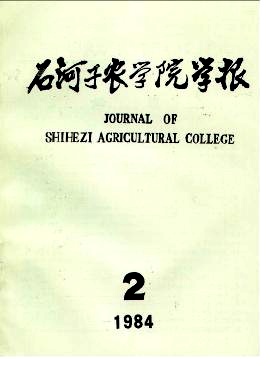 石河子农学院学报
JOURNAL OF
SHIHEZI AGRICULTURAL COLLEGE
2
1984